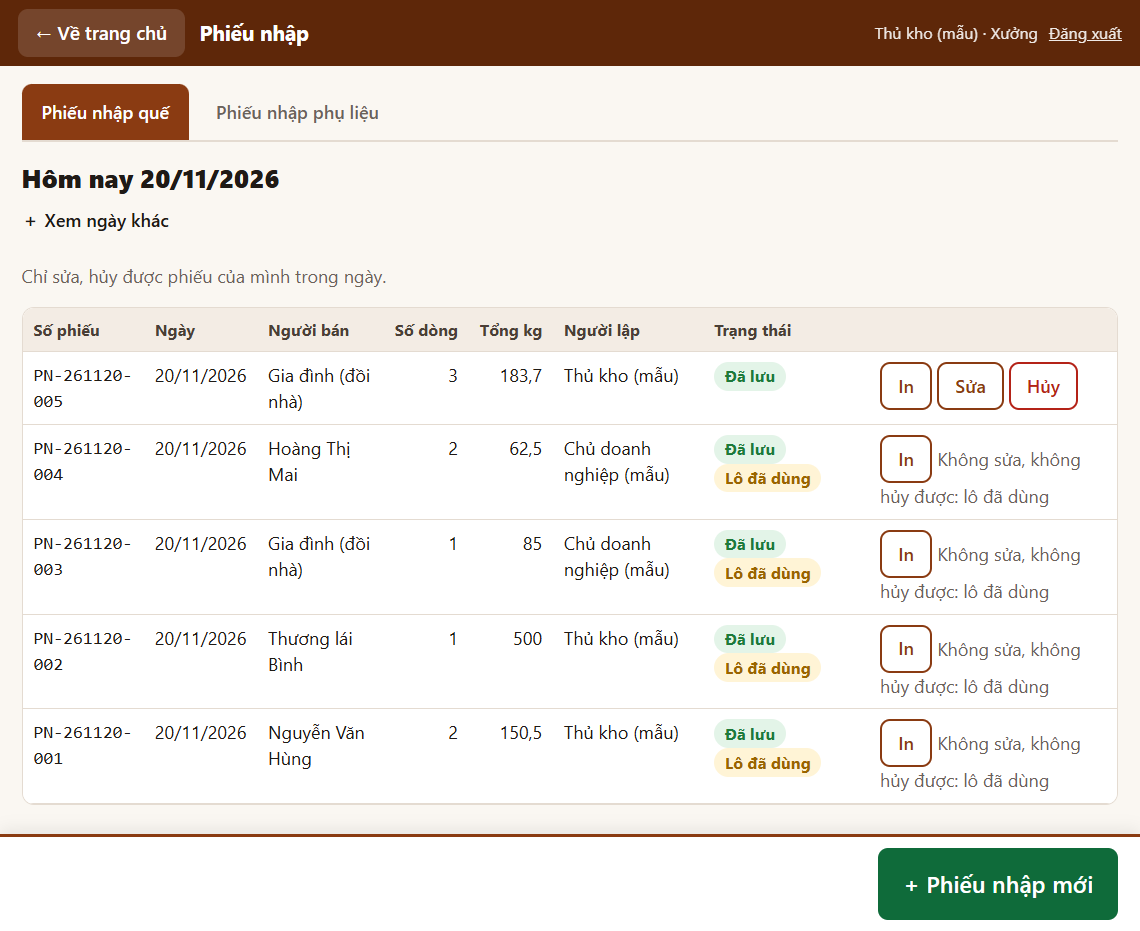 ← Về trang chủ Phiếu nhập Thủ kho (mẫu) · Xưởng Đăng xuất
Phiếu nhập quế Phiếu nhập phụ liệu
Hôm nay 20/11/2026
+ Xem ngày khác
Chỉ sửa, hủy được phiếu của mình trong ngày.
Số phiếu Ngày Người bán Số dòng Tổng kg Người lập Trạng thái
PN-261120- 20/11/2026 Gia đình (đồi 3 183,7 Thủ kho (mẫu) Đã lưu In Sửa Hủy
005 nhà)
PN-261120- 20/11/2026 Hoàng Thị 2 62,5 Chủ doanh Đã lưu In Không sửa, không
004 Mai nghiệp (mẫu) Lô đã dùng hủy được: lô đã dùng
PN-261120- 20/11/2026 Gia đình (đồi 1 85 Chủ doanh Đã lưu In Không sửa, không
003 nhà) nghiệp (mẫu) Lô đã dùng hủy được: lô đã dùng
PN-261120- 20/11/2026 Thương lái 1 500 Thủ kho (mẫu) Đã lưu In Không sửa, không
002 Bình Lô đã dùng hủy được: lô đã dùng
PN-261120- 20/11/2026 Nguyễn Văn 2 150,5 Thủ kho (mẫu) Đã lưu In Không sửa, không
001 Hùng Lô đã dùng hủy được: lô đã dùng
+ Phiếu nhập mới